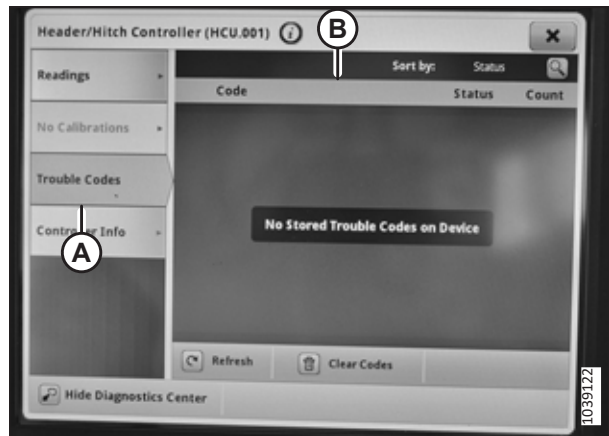 Header/Hitch Controller (HCU.001) i
B
Readings
Sort by: Status
Code Status Count
No Calibrations
Trouble Codes
No Stored Trouble Codes on Device
Controller Info
A
Refresh Clear Codes
Hide Diagnostics Center
1039122